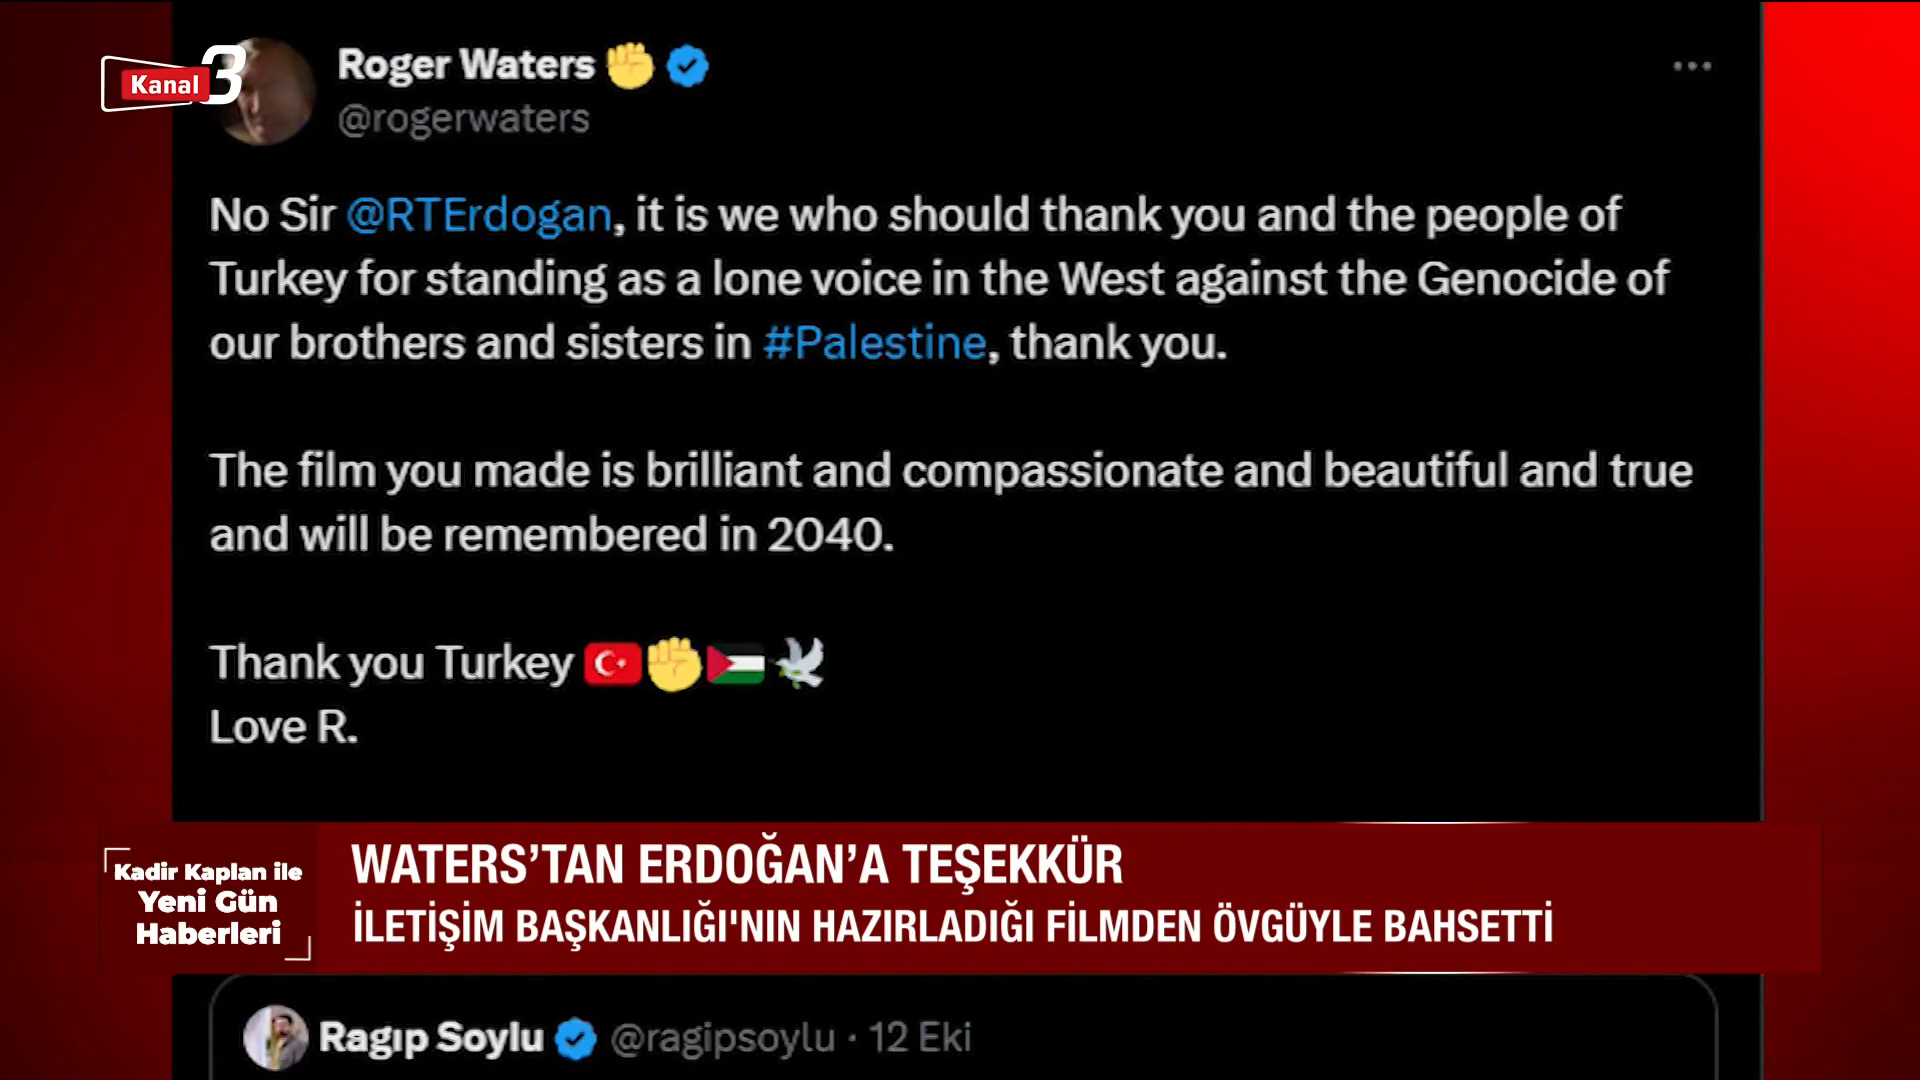 Kanal 3
Roger Waters ✊
@rogerwaters
No Sir @RTErdogan, it is we who should thank you and the people of
Turkey for standing as a lone voice in the West against the Genocide of
our brothers and sisters in #Palestine, thank you.
The film you made is brilliant and compassionate and beautiful and true
and will be remembered in 2040.
Thank you Turkey 🇹🇷✊🇵🇸🕊️
Love R.
Kadir Kaplan ile
Yeni Gün
Haberleri
WATERS’TAN ERDOĞAN’A TEŞEKKÜR
İLETİŞİM BAŞKANLIĞI'NIN HAZIRLADIĞI FİLMDEN ÖVGÜYLE BAHSETTİ
Ragıp Soylu @ragipsoylu · 12 Eki